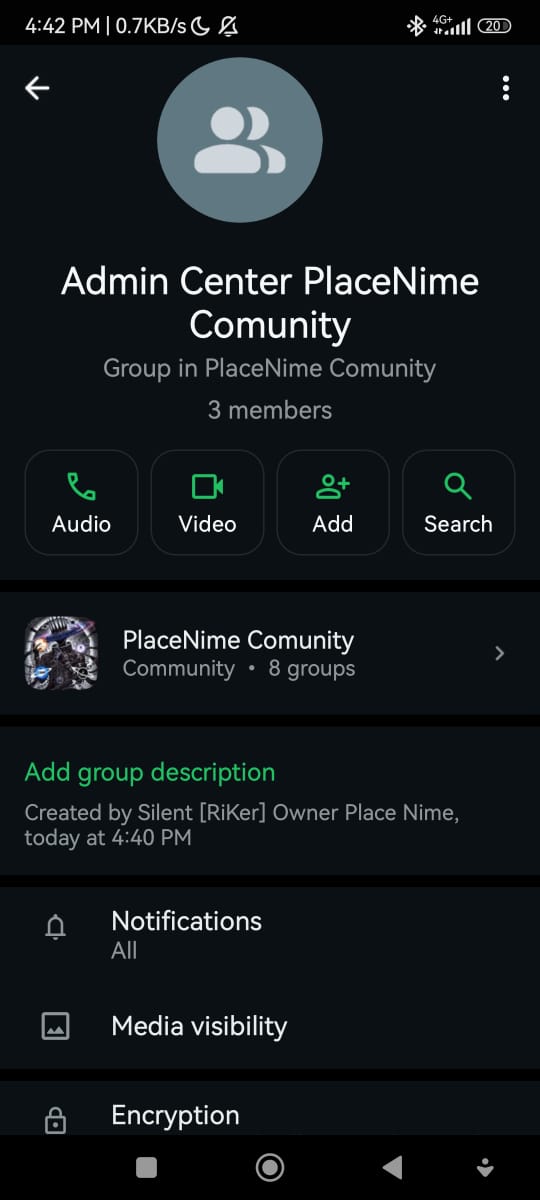 4:42 PM | 0.7KB/s
4G+
20
Admin Center PlaceNime
Comunity
Group in PlaceNime Comunity
3 members
Audio
Video
Add
Search
PlaceNime Comunity
Community • 8 groups
Add group description
Created by Silent [RiKer] Owner Place Nime,
today at 4:40 PM
Notifications
All
Media visibility
Encryption